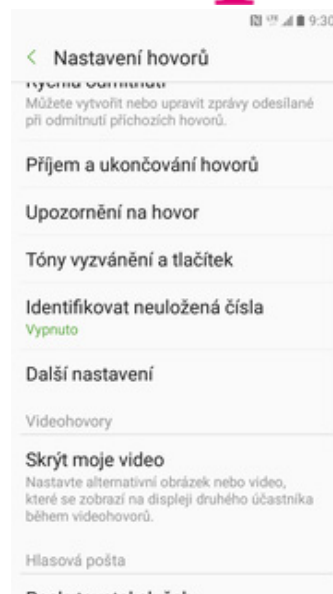 9:30
Nastavení hovorů
Rychlá odmítnutí
Můžete vytvořit nebo upravit zprávy odesílané
při odmítnutí příchozích hovorů.
Příjem a ukončování hovorů
Upozornění na hovor
Tóny vyzvánění a tlačítek
Identifikovat neuložená čísla
Vypnuto
Další nastavení
Videohovory
Skrýt moje video
Nastavte alternativní obrázek nebo video,
které se zobrazí na displeji druhého účastníka
během videohovorů.
Hlasová pošta